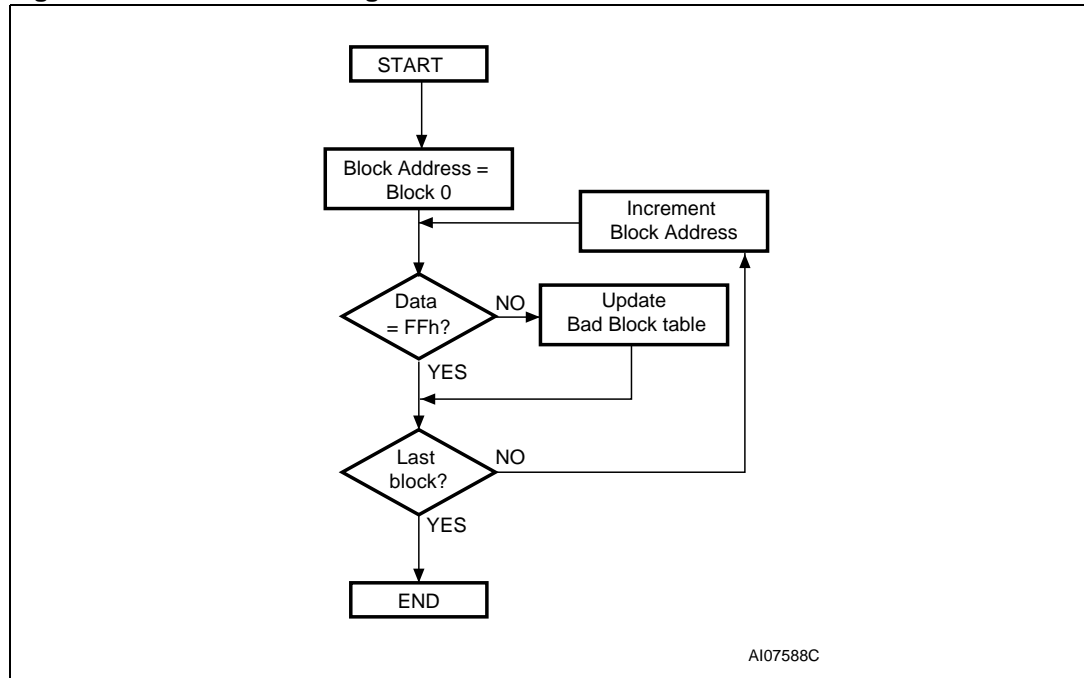 START
Block Address =
Block 0
Increment
Block Address
Data
= FFh?
NO
Update
Bad Block table
YES
Last
block?
NO
YES
END
AI07588C